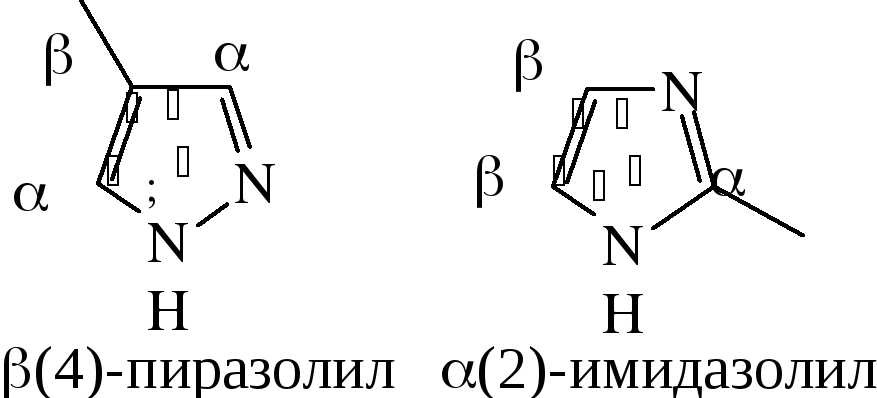 β α β N
α ; N β α
N N
H H
β(4)-пиразолил α(2)-имидазолил